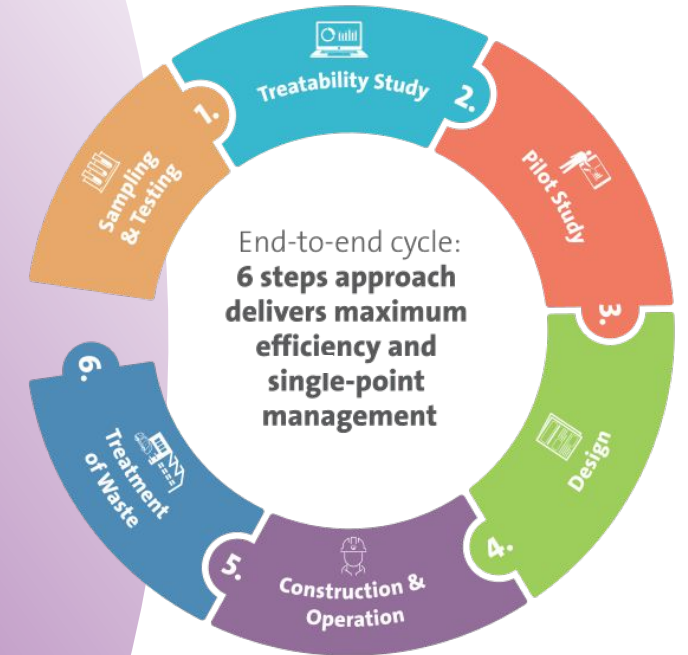 1.
Sampling
& Testing
2.
Treatability Study
3.
Pilot Study
4.
Design
5.
Construction &
Operation
6.
Treatment
of Waste
End-to-end cycle:
6 steps approach
delivers maximum
efficiency and
single-point
management